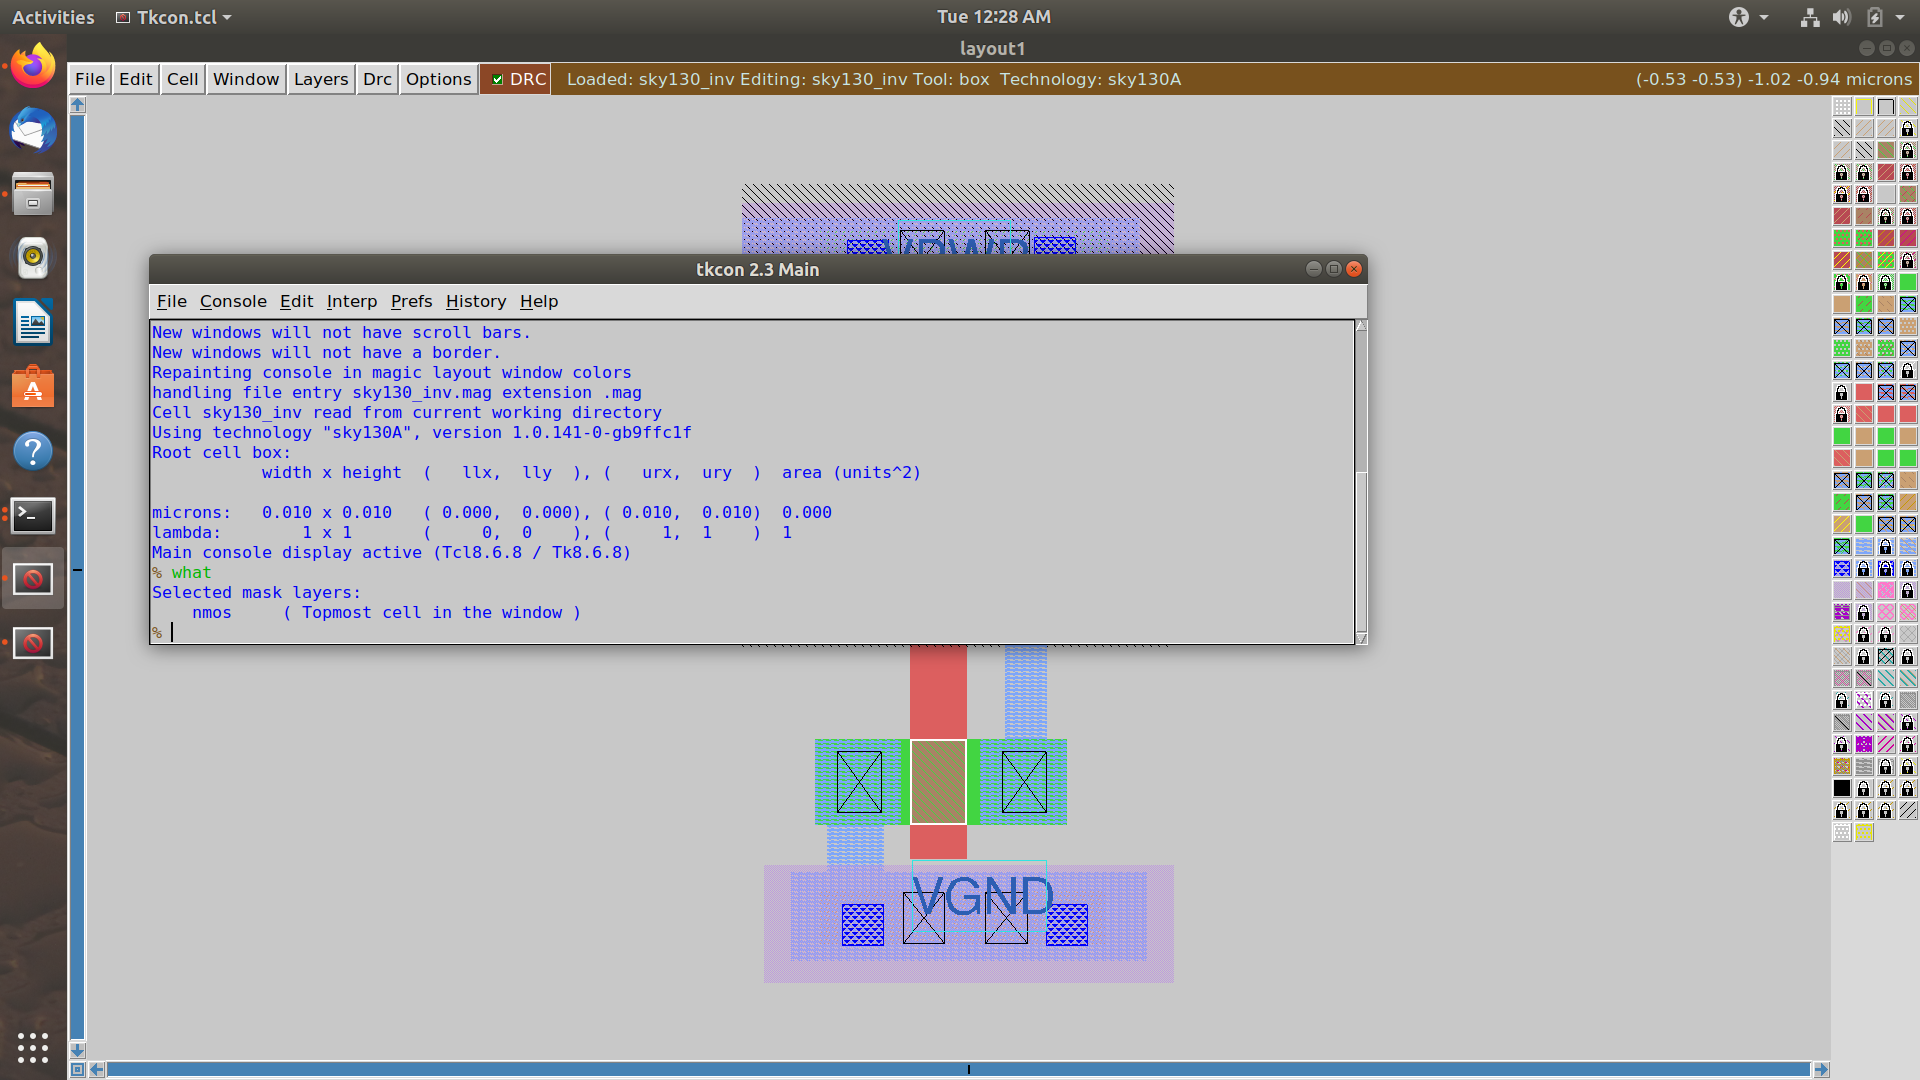 Activities Tkcon.tcl Tue 12:28 AM
layout1
File Edit Cell Window Layers Drc Options DRC Loaded: sky130_inv Editing: sky130_inv Tool: box Technology: sky130A (-0.53 -0.53) -1.02 -0.94 microns
VPWR
tkcon 2.3 Main
File Console Edit Interp Prefs History Help
New windows will not have scroll bars.
New windows will not have a border.
Repainting console in magic layout window colors
handling file entry sky130_inv.mag extension .mag
Cell sky130_inv read from current working directory
Using technology "sky130A", version 1.0.141-0-gb9ffc1f
Root cell box:
width x height ( llx, lly ), ( urx, ury ) area (units^2)
microns: 0.010 x 0.010 ( 0.000, 0.000), ( 0.010, 0.010) 0.000
lambda: 1 x 1 ( 0, 0 ), ( 1, 1 ) 1
Main console display active (Tcl8.6.8 / Tk8.6.8)
% what
Selected mask layers:
nmos ( Topmost cell in the window )
%
VGND